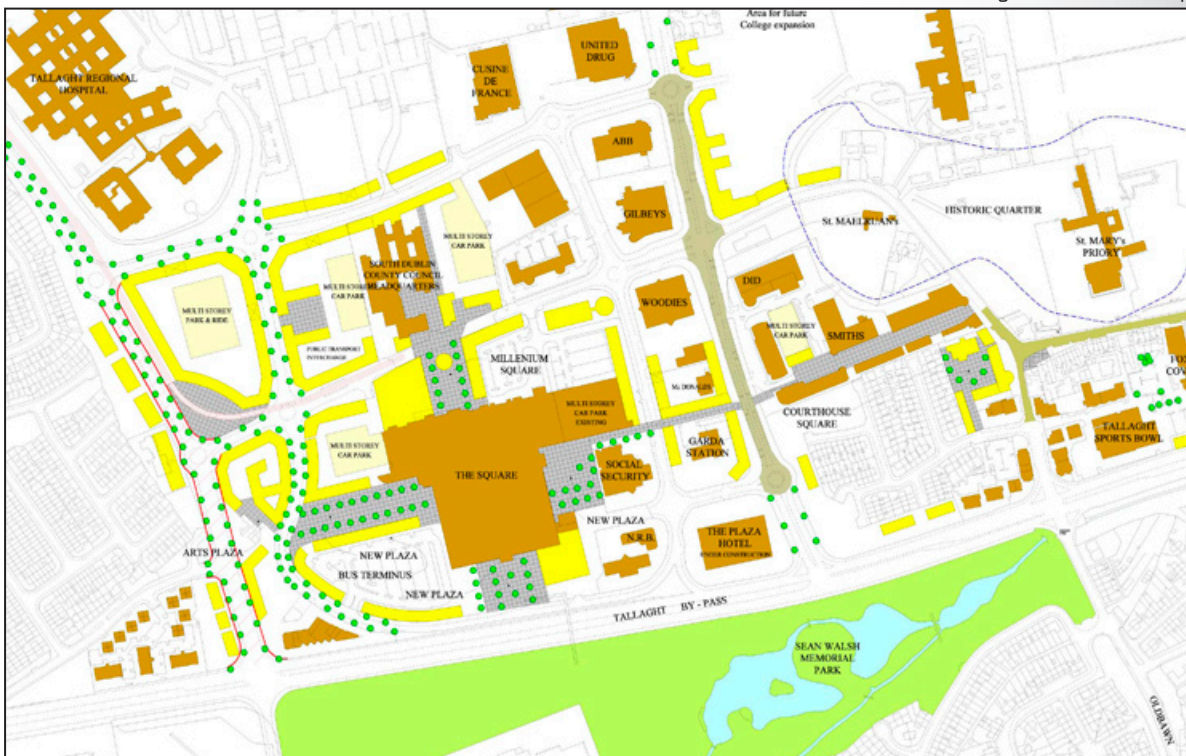 Area for future
College expansion
UNITED
DRUG
CUSINE
DE
FRANCE
TALLAGHT REGIONAL
HOSPITAL
ABB
GILBEYS
St. MAELRUAN's
HISTORIC QUARTER
St. MARY's
PRIORY
MULTI STOREY
CAR PARK
SOUTH DUBLIN
COUNTY COUNCIL
HEADQUARTERS
MULTI STOREY
CAR PARK
MULTI STOREY
PARK & RIDE
PUBLIC TRANSPORT
INTERCHANGE
WOODIES
DID
MULTI STOREY
CAR PARK
SMITHS
MILLENIUM
SQUARE
Mc DONALDS
MULTI STOREY
CAR PARK
EXISTING
COURTHOUSE
SQUARE
TALLAGHT
SPORTS BOWL
MULTI STOREY
CAR PARK
GARDA
STATION
THE SQUARE
SOCIAL
SECURITY
NEW PLAZA
N.R.B.
THE PLAZA
HOTEL
UNDER CONSTRUCTION
ARTS PLAZA
NEW PLAZA
BUS TERMINUS
NEW PLAZA
TALLAGHT BY - PASS
SEAN WALSH
MEMORIAL
PARK
OLDBAWN